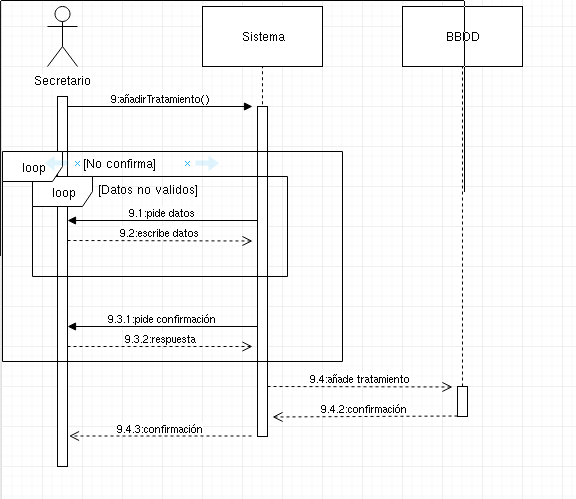 Sistema
BBDD
Secretario
9:añadirTratamiento()
loop
[No confirma]
loop
[Datos no validos]
9.1:pide datos
9.2:escribe datos
9.3.1:pide confirmación
9.3.2:respuesta
9.4:añade tratamiento
9.4.2:confirmación
9.4.3:confirmación